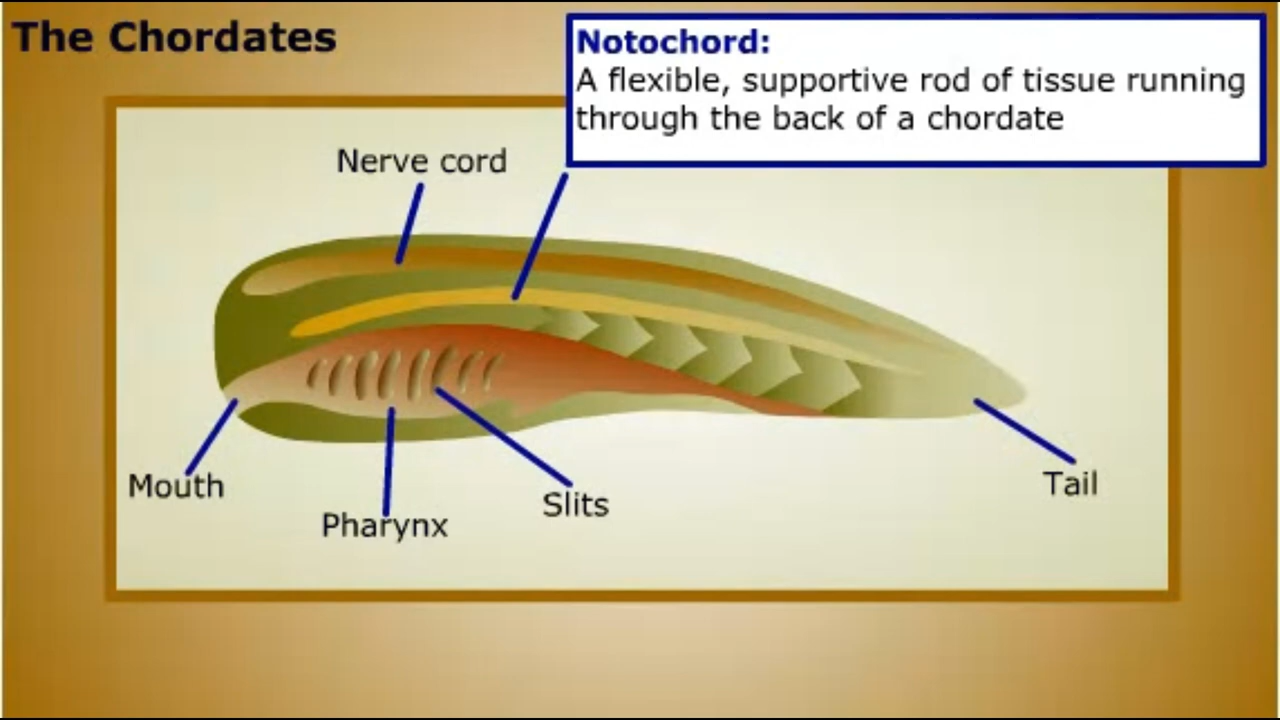 The Chordates
Notochord:
A flexible, supportive rod of tissue running
through the back of a chordate
Nerve cord
Mouth
Pharynx
Slits
Tail